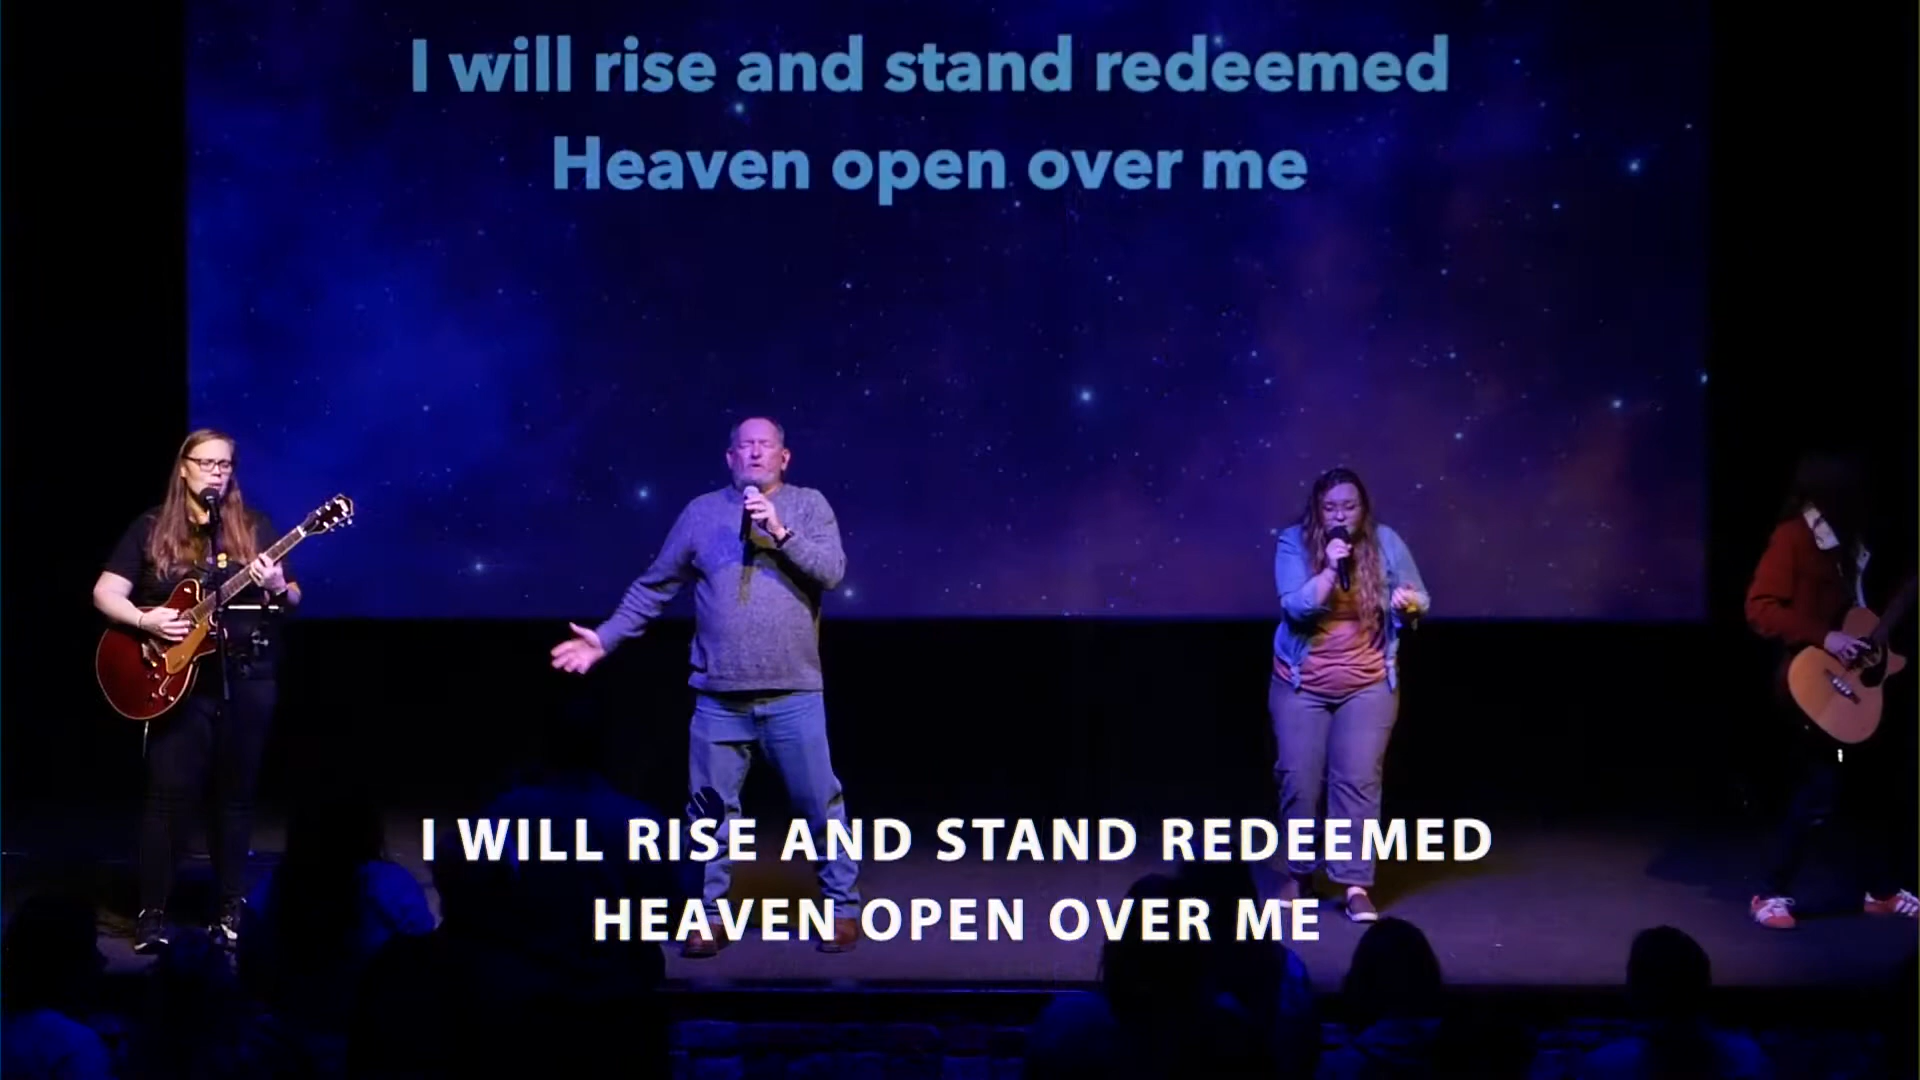 I will rise and stand redeemed
Heaven open over me
I WILL RISE AND STAND REDEEMED
HEAVEN OPEN OVER ME